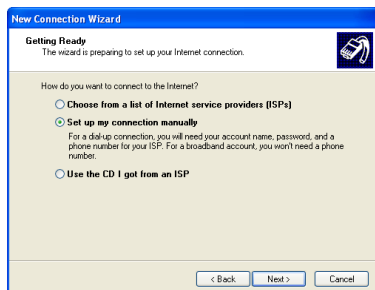 New Connection Wizard
Getting Ready
The wizard is preparing to set up your Internet connection.
How do you want to connect to the Internet?
Choose from a list of Internet service providers (ISPs)
Set up my connection manually
For a dial-up connection, you will need your account name, password, and a
phone number for your ISP. For a broadband account, you won't need a phone
number.
Use the CD I got from an ISP
< Back Next > Cancel